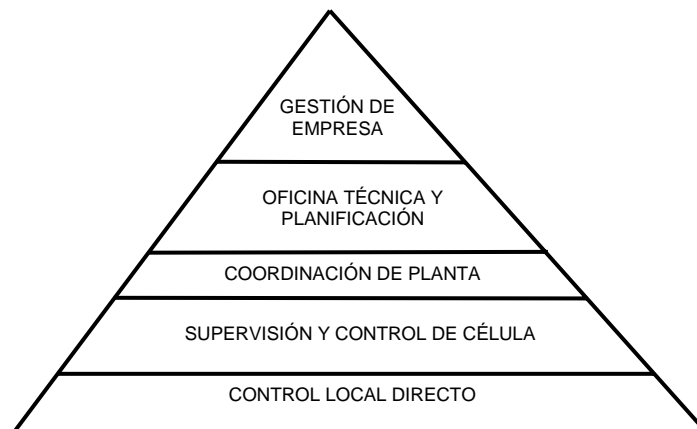 GESTIÓN DE
EMPRESA
OFICINA TÉCNICA Y
PLANIFICACIÓN
COORDINACIÓN DE PLANTA
SUPERVISIÓN Y CONTROL DE CÉLULA
CONTROL LOCAL DIRECTO